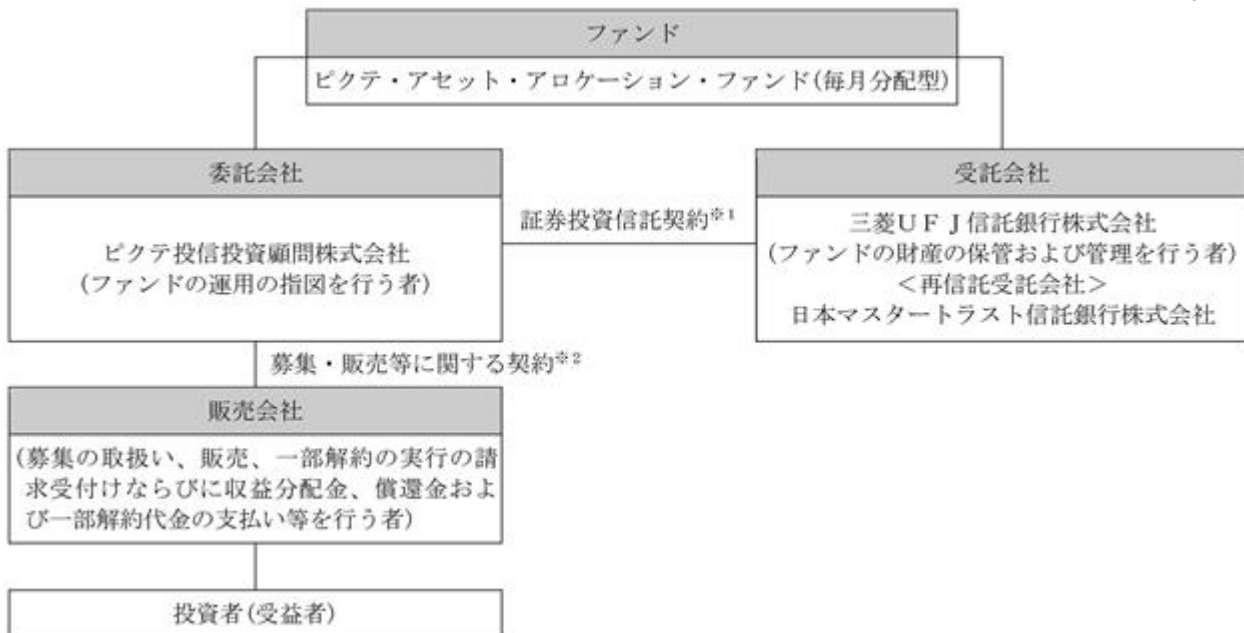 ファンド
ピクテ・アセット・アロケーション・ファンド(毎月分配型)
委託会社
ピクテ投信投資顧問株式会社
(ファンドの運用の指図を行う者)
証券投資信託契約※1
受託会社
三菱UFJ信託銀行株式会社
(ファンドの財産の保管および管理を行う者)
<再信託受託会社>
日本マスタートラスト信託銀行株式会社
募集・販売等に関する契約※2
販売会社
(募集の取扱い、販売、一部解約の実行の請
求受付けならびに収益分配金、償還金およ
び一部解約代金の支払い等を行う者)
投資者(受益者)